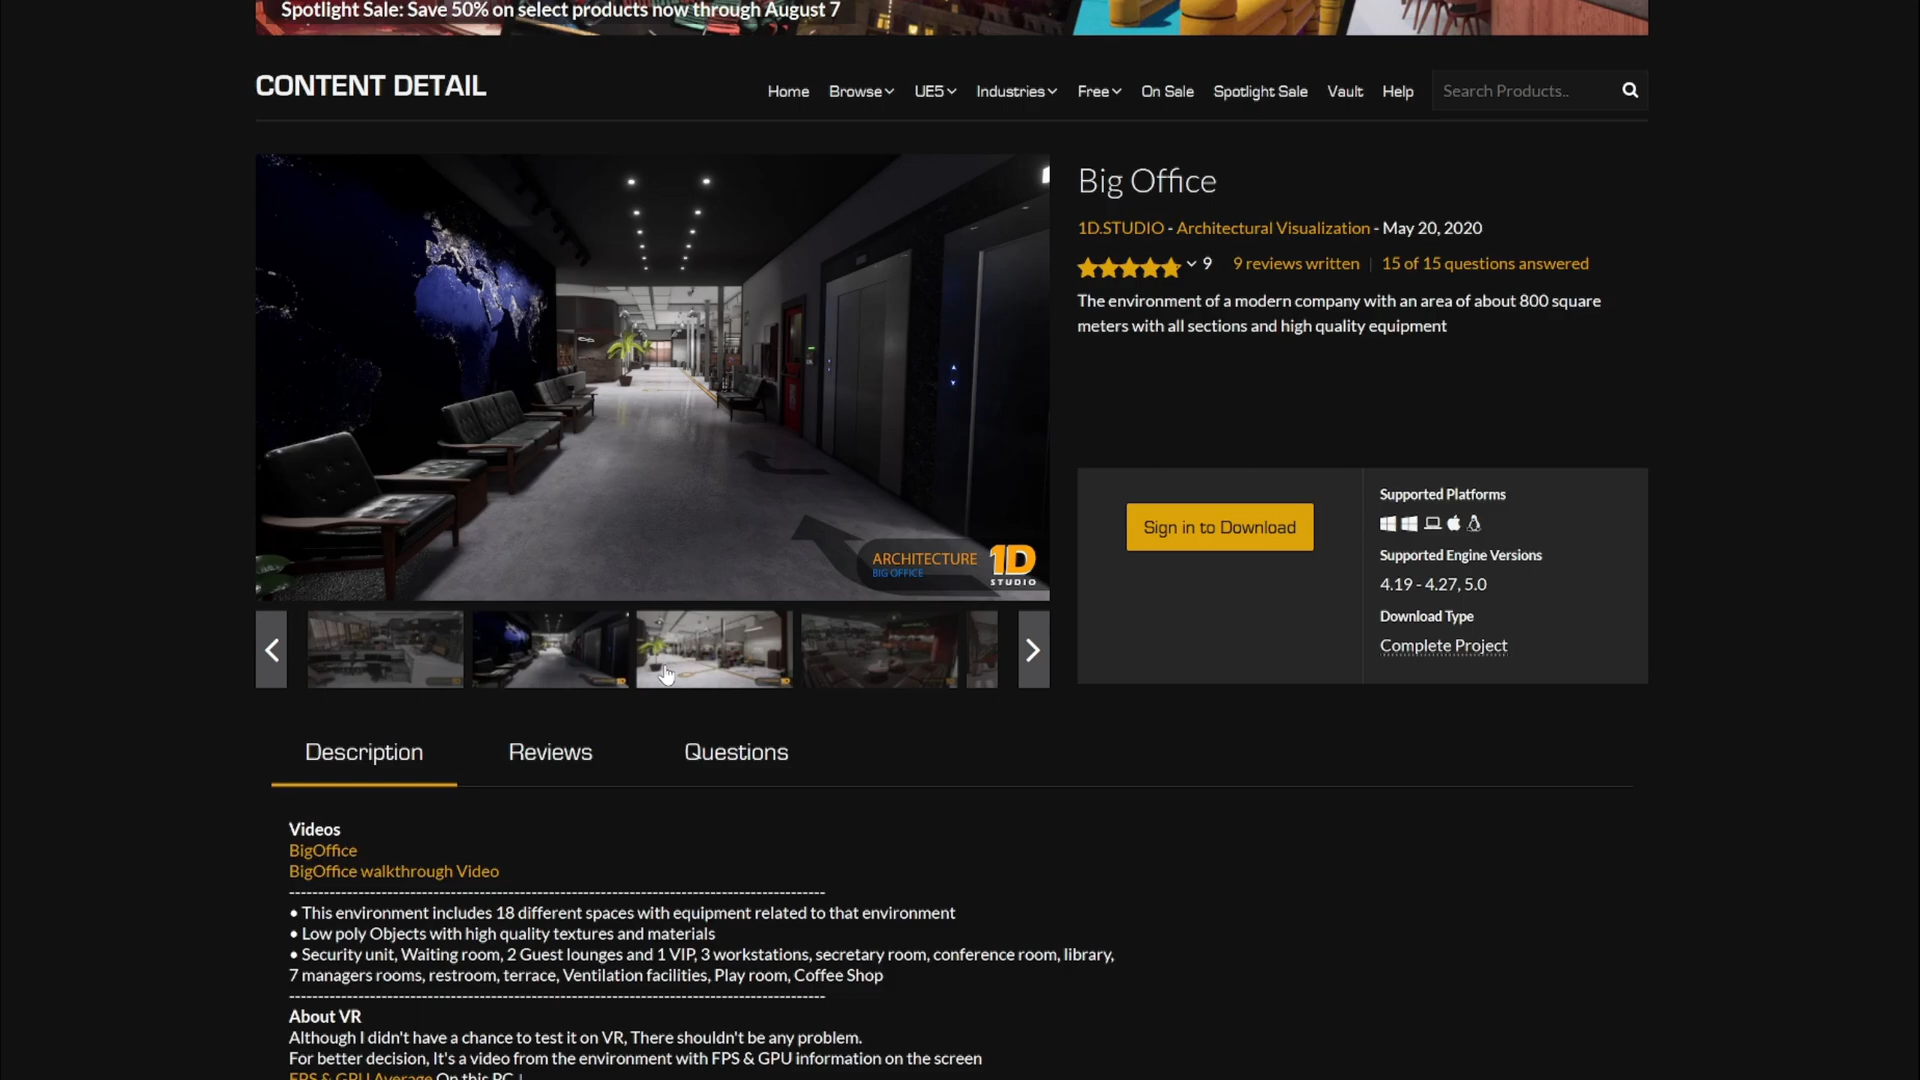 Spotlight Sale: Save 50% on select products now through August 7
CONTENT DETAIL
Home Browse UE5 Industries Free On Sale Spotlight Sale Vault Help Search Products..
Big Office
1D.STUDIO - Architectural Visualization - May 20, 2020
9 9 reviews written | 15 of 15 questions answered
The environment of a modern company with an area of about 800 square
meters with all sections and high quality equipment
ARCHITECTURE
BIG OFFICE
1D
STUDIO
Sign in to Download
Supported Platforms
Supported Engine Versions
4.19 - 4.27, 5.0
Download Type
Complete Project
Description Reviews Questions
Videos
BigOffice
BigOffice walkthrough Video
--------------------------------------------------------------------------------------------
• This environment includes 18 different spaces with equipment related to that environment
• Low poly Objects with high quality textures and materials
• Security unit, Waiting room, 2 Guest lounges and 1 VIP, 3 workstations, secretary room, conference room, library,
7 managers rooms, restroom, terrace, Ventilation facilities, Play room, Coffee Shop
--------------------------------------------------------------------------------------------
About VR
Although I didn't have a chance to test it on VR, There shouldn't be any problem.
For better decision, It's a video from the environment with FPS & GPU information on the screen
FPS & GPU Average On this PC